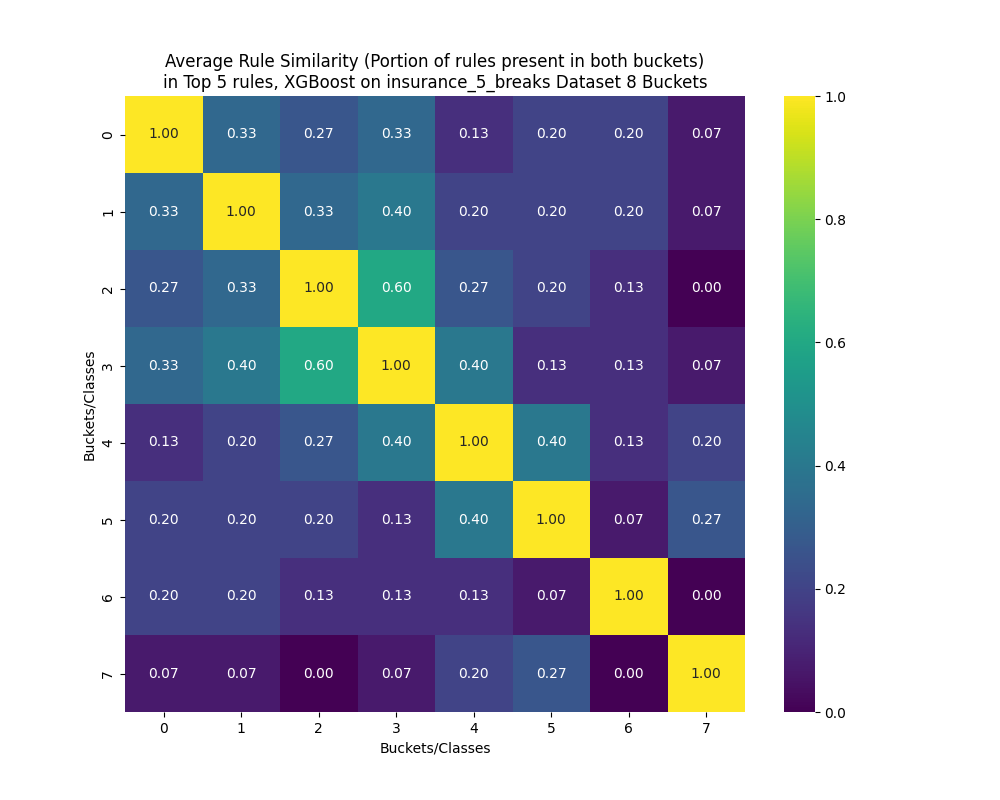 Average Rule Similarity (Portion of rules present in both buckets)
in Top 5 rules, XGBoost on insurance_5_breaks Dataset 8 Buckets
Buckets/Classes
0 1.00 0.33 0.27 0.33 0.13 0.20 0.20 0.07
1 0.33 1.00 0.33 0.40 0.20 0.20 0.20 0.07
2 0.27 0.33 1.00 0.60 0.27 0.20 0.13 0.00
3 0.33 0.40 0.60 1.00 0.40 0.13 0.13 0.07
4 0.13 0.20 0.27 0.40 1.00 0.40 0.13 0.20
5 0.20 0.20 0.20 0.13 0.40 1.00 0.07 0.27
6 0.20 0.20 0.13 0.13 0.13 0.07 1.00 0.00
7 0.07 0.07 0.00 0.07 0.20 0.27 0.00 1.00
0 1 2 3 4 5 6 7
Buckets/Classes
1.0
0.8
0.6
0.4
0.2
0.0